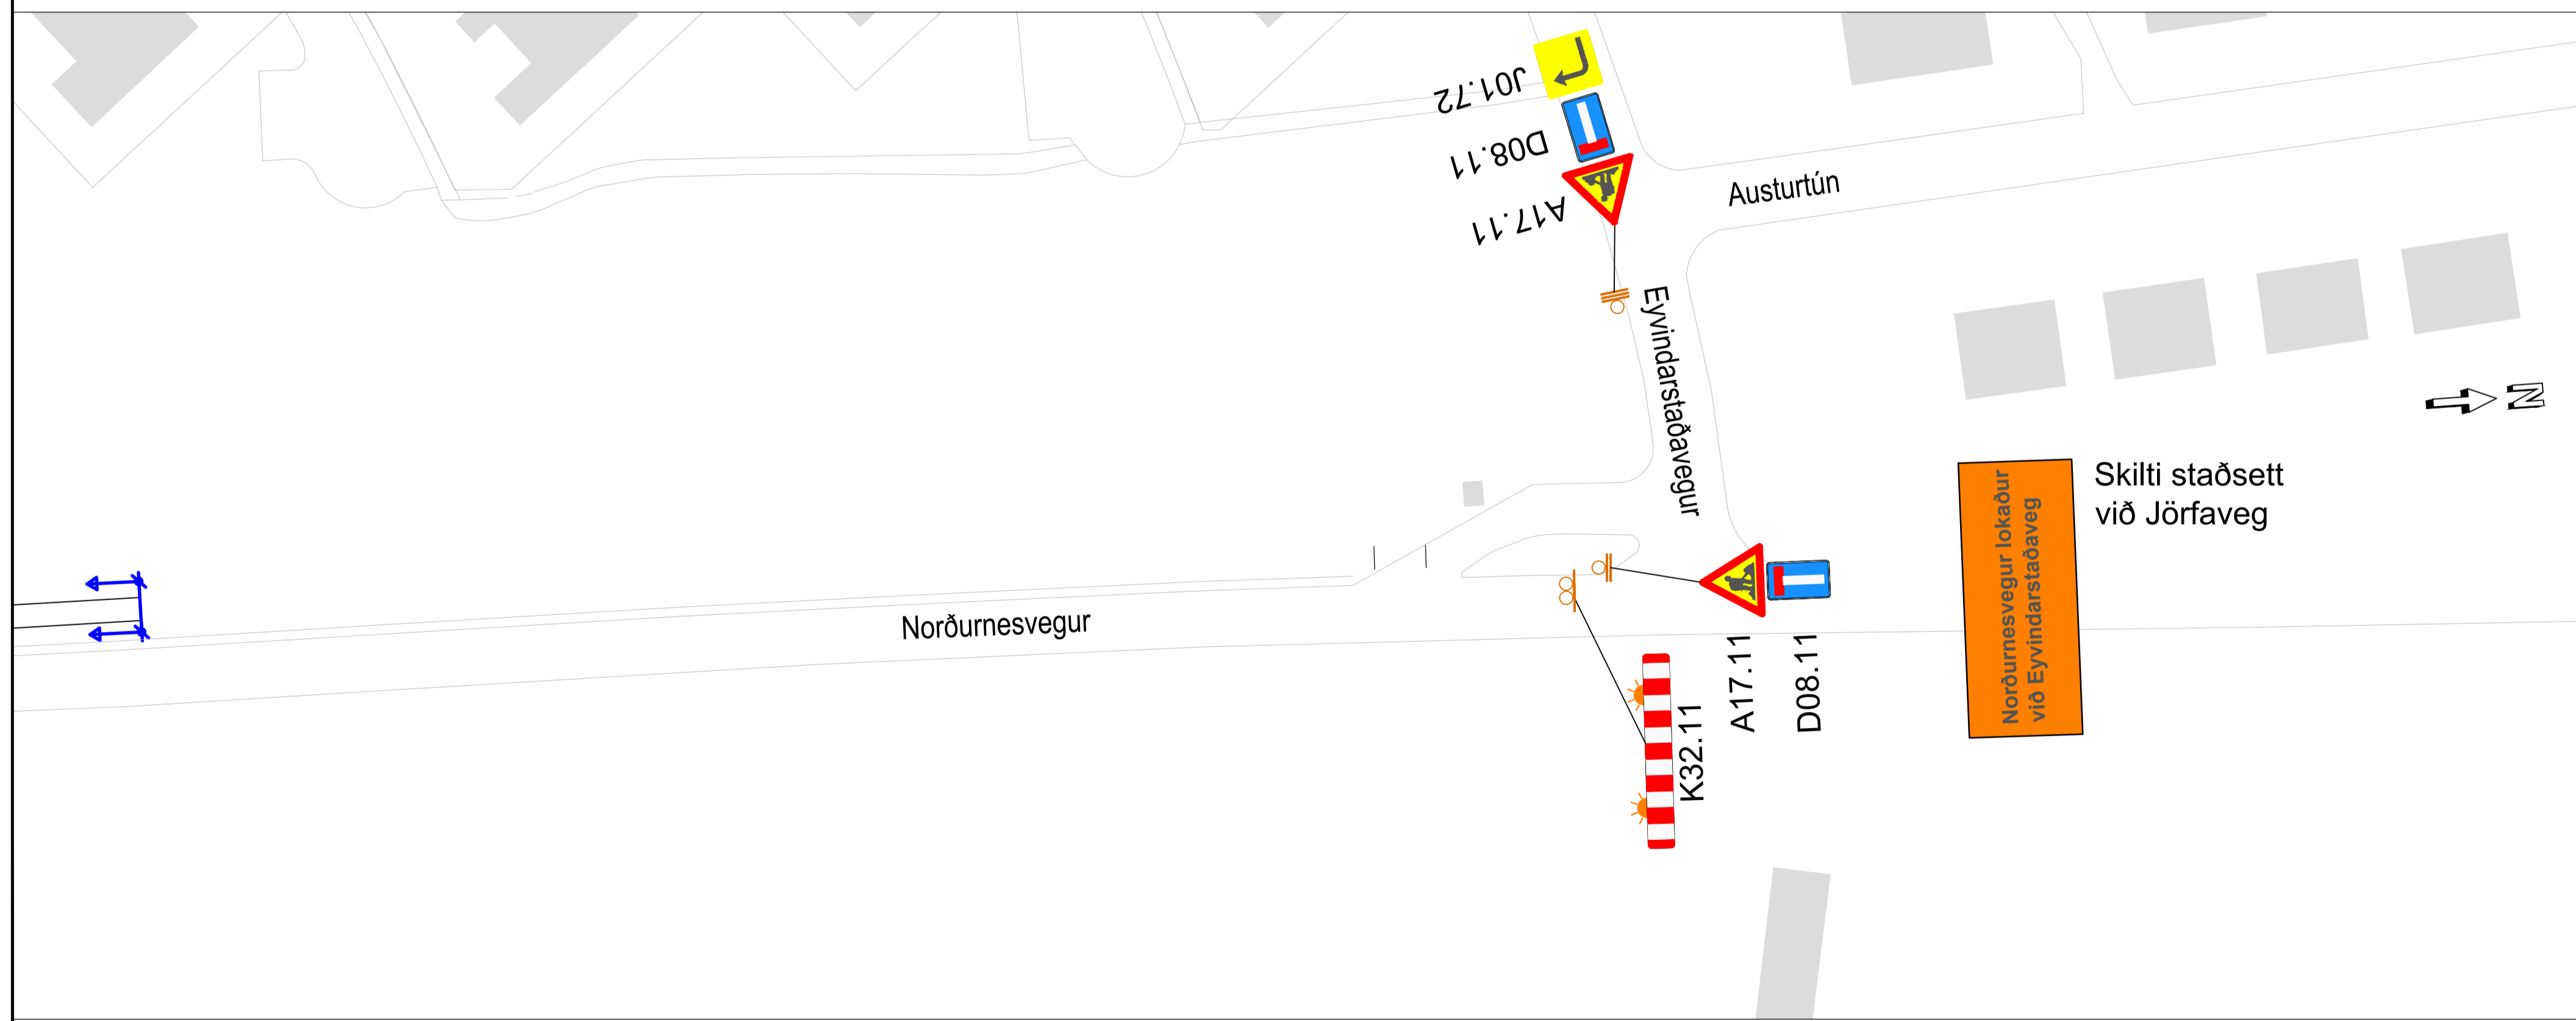 J01.72
D08.11
A17.11
Austurtún
Eyvindarstaðavegur
N
Skilti staðsett
við Jörfaveg
Norðurnesvegur lokaður
við Eyvindarstaðaveg
Norðurnesvegur
K32.11
A17.11
D08.11